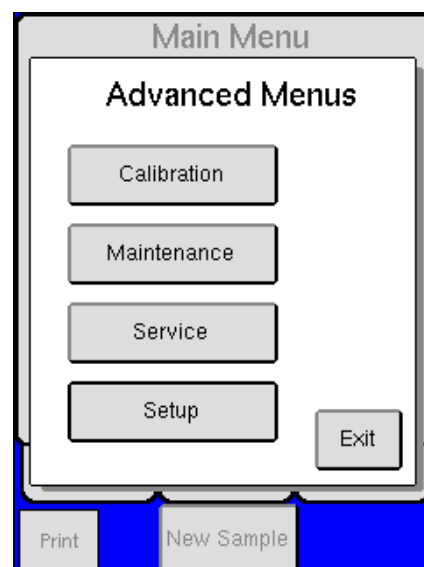 Main Menu
Advanced Menus
Calibration
Maintenance
Service
Setup
Exit
Print
New Sample